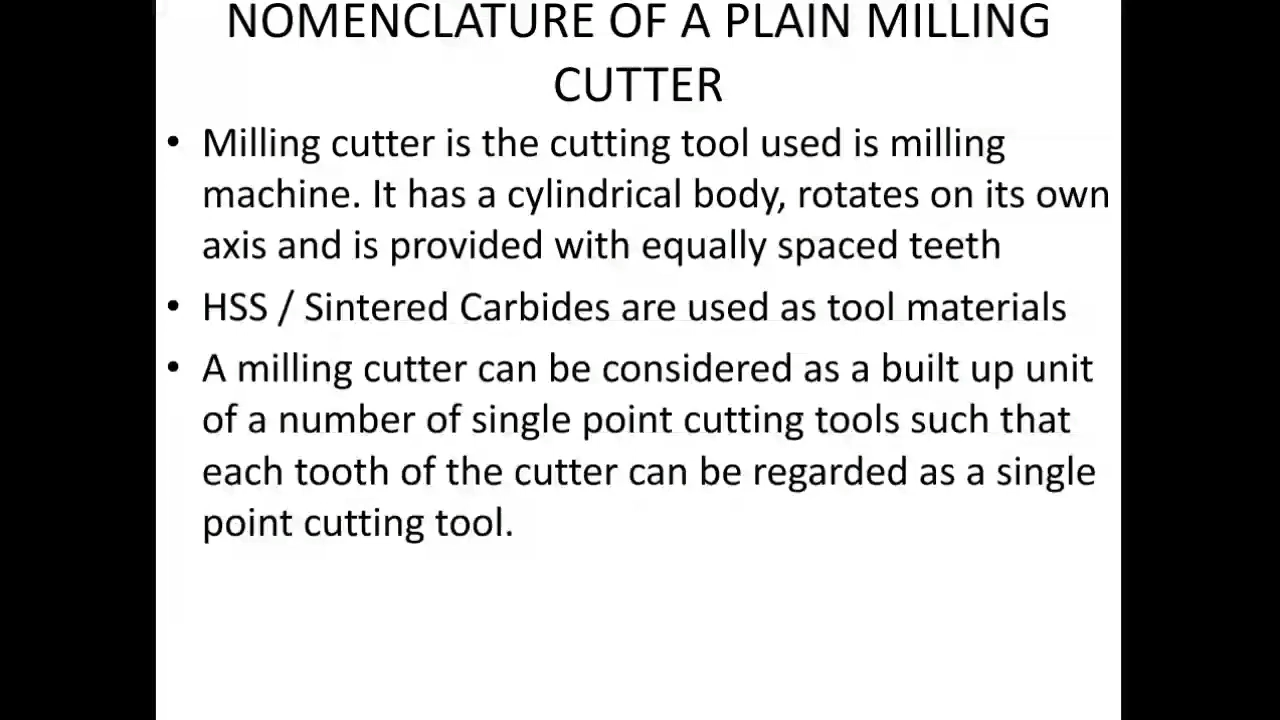 NOMENCLATURE OF A PLAIN MILLING
CUTTER
• Milling cutter is the cutting tool used is milling
machine. It has a cylindrical body, rotates on its own
axis and is provided with equally spaced teeth
• HSS / Sintered Carbides are used as tool materials
• A milling cutter can be considered as a built up unit
of a number of single point cutting tools such that
each tooth of the cutter can be regarded as a single
point cutting tool.